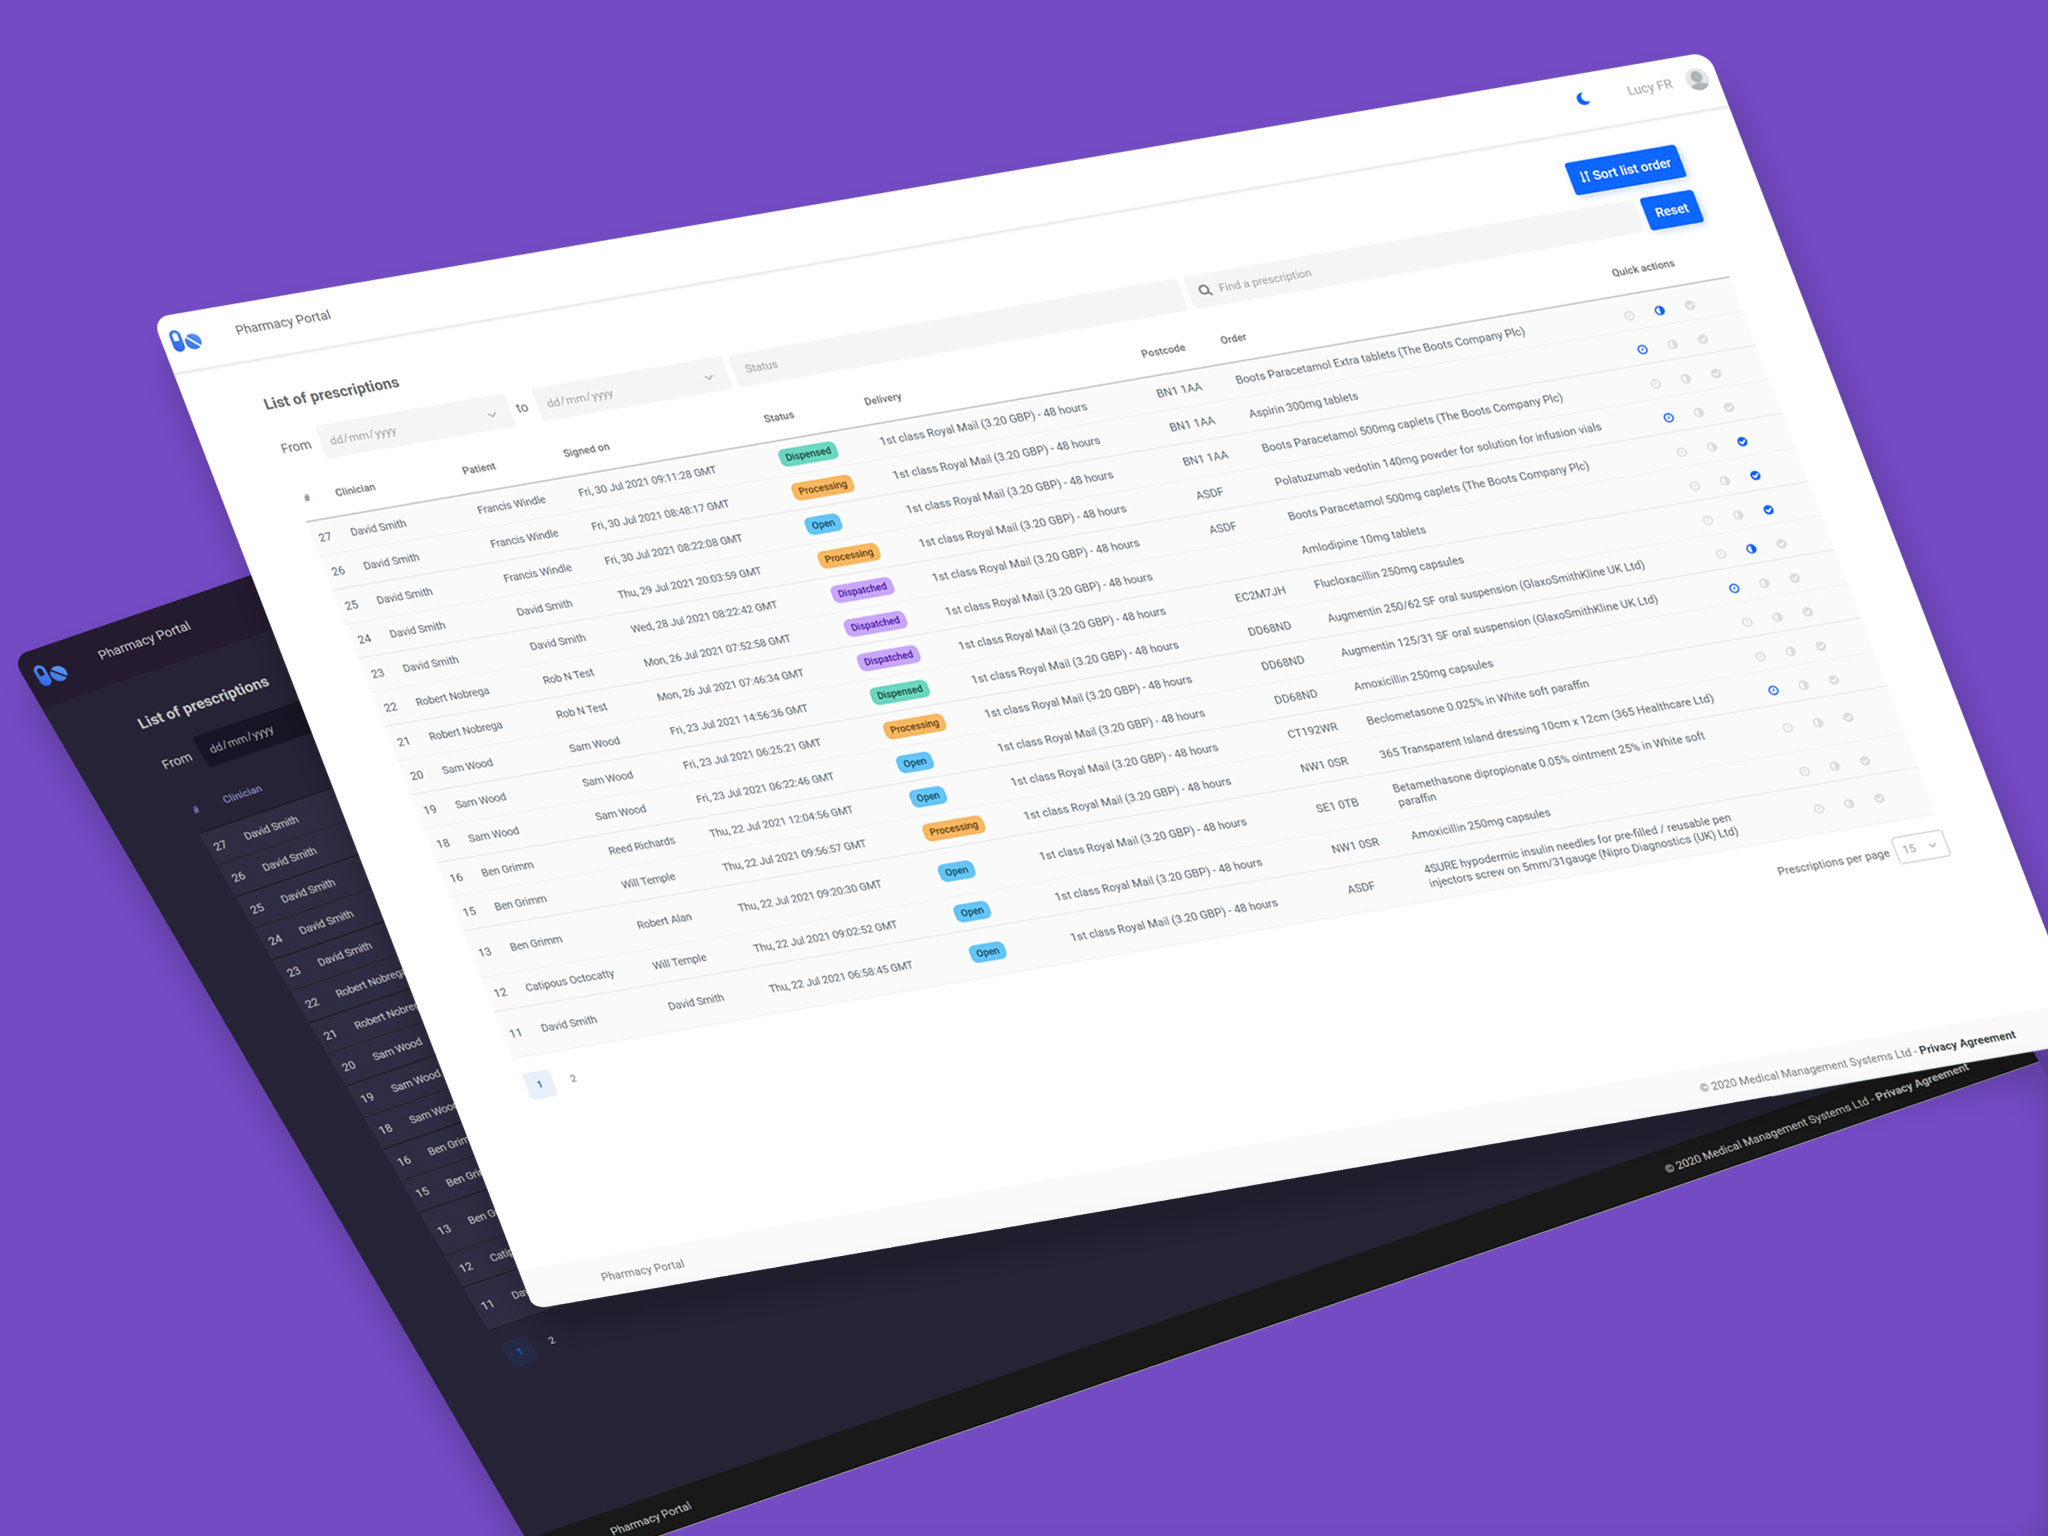 Pharmacy Portal
Lucy FR
Sort list order
List of prescriptions
From dd/mm/yyyy to dd/mm/yyyy Status Find a prescription Reset
# Clinician Patient Signed on Status Delivery Postcode Order Quick actions
27 David Smith Francis Windle Fri, 30 Jul 2021 09:11:28 GMT Dispensed 1st class Royal Mail (3.20 GBP) - 48 hours BN1 1AA Boots Paracetamol Extra tablets (The Boots Company Plc)
26 David Smith Francis Windle Fri, 30 Jul 2021 08:48:17 GMT Processing 1st class Royal Mail (3.20 GBP) - 48 hours BN1 1AA Aspirin 300mg tablets
25 David Smith Francis Windle Fri, 30 Jul 2021 08:22:08 GMT Open 1st class Royal Mail (3.20 GBP) - 48 hours BN1 1AA Boots Paracetamol 500mg caplets (The Boots Company Plc)
24 David Smith David Smith Thu, 29 Jul 2021 20:03:59 GMT Processing 1st class Royal Mail (3.20 GBP) - 48 hours ASDF Polatuzumab vedotin 140mg powder for solution for infusion vials
23 David Smith David Smith Wed, 28 Jul 2021 08:22:42 GMT Dispatched 1st class Royal Mail (3.20 GBP) - 48 hours ASDF Boots Paracetamol 500mg caplets (The Boots Company Plc)
22 Robert Nobrega Rob N Test Mon, 26 Jul 2021 07:52:58 GMT Dispatched 1st class Royal Mail (3.20 GBP) - 48 hours Amlodipine 10mg tablets
21 Robert Nobrega Rob N Test Mon, 26 Jul 2021 07:46:34 GMT Dispatched 1st class Royal Mail (3.20 GBP) - 48 hours EC2M7JH Flucloxacillin 250mg capsules
20 Sam Wood Sam Wood Fri, 23 Jul 2021 14:56:36 GMT Dispensed 1st class Royal Mail (3.20 GBP) - 48 hours DD68ND Augmentin 250/62 SF oral suspension (GlaxoSmithKline UK Ltd)
19 Sam Wood Sam Wood Fri, 23 Jul 2021 06:25:21 GMT Processing 1st class Royal Mail (3.20 GBP) - 48 hours DD68ND Augmentin 125/31 SF oral suspension (GlaxoSmithKline UK Ltd)
18 Sam Wood Sam Wood Fri, 23 Jul 2021 06:22:46 GMT Open 1st class Royal Mail (3.20 GBP) - 48 hours DD68ND Amoxicillin 250mg capsules
16 Ben Grimm Reed Richards Thu, 22 Jul 2021 12:04:56 GMT Open 1st class Royal Mail (3.20 GBP) - 48 hours CT192WR Beclometasone 0.025% in White soft paraffin
15 Ben Grimm Will Temple Thu, 22 Jul 2021 09:56:57 GMT Processing 1st class Royal Mail (3.20 GBP) - 48 hours NW1 0SR 365 Transparent Island dressing 10cm x 12cm (365 Healthcare Ltd)
13 Ben Grimm Robert Alan Thu, 22 Jul 2021 09:20:30 GMT Open 1st class Royal Mail (3.20 GBP) - 48 hours SE1 0TB Betamethasone dipropionate 0.05% ointment 25% in White soft
paraffin
12 Catipous Octocatty Will Temple Thu, 22 Jul 2021 09:02:52 GMT Open 1st class Royal Mail (3.20 GBP) - 48 hours NW1 0SR Amoxicillin 250mg capsules
11 David Smith David Smith Thu, 22 Jul 2021 06:58:45 GMT Open 1st class Royal Mail (3.20 GBP) - 48 hours ASDF 4SURE hypodermic insulin needles for pre-filled / reusable pen
injectors screw on 5mm/31gauge (Nipro Diagnostics (UK) Ltd)
1 2
Prescriptions per page 15
Pharmacy Portal
© 2020 Medical Management Systems Ltd - Privacy Agreement
Pharmacy Portal
List of prescriptions
From dd/mm/yyyy
# Clinician
27 David Smith
26 David Smith
25 David Smith
24 David Smith
23 David Smith
22 Robert Nobrega
21 Robert Nobre
20 Sam Wood
19 Sam Wood
18 Sam Woo
16 Ben Grim
15 Ben Gri
13 Ben G
12 Catip
11 Da
1 2
Pharmacy Portal
© 2020 Medical Management Systems Ltd - Privacy Agreement